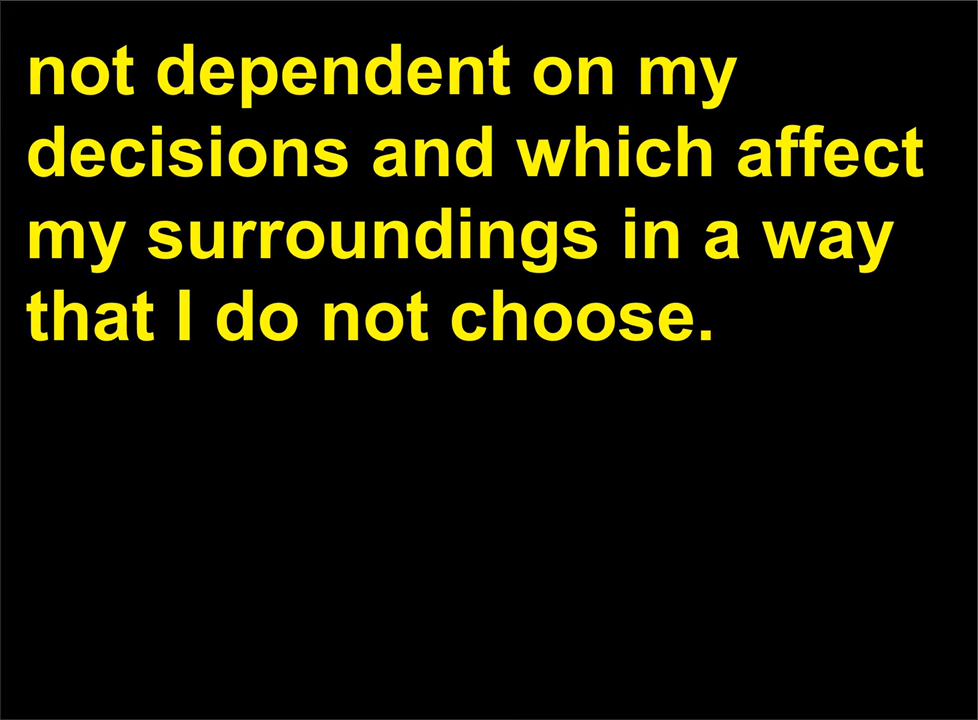 not dependent on my
decisions and which affect
my surroundings in a way
that I do not choose.